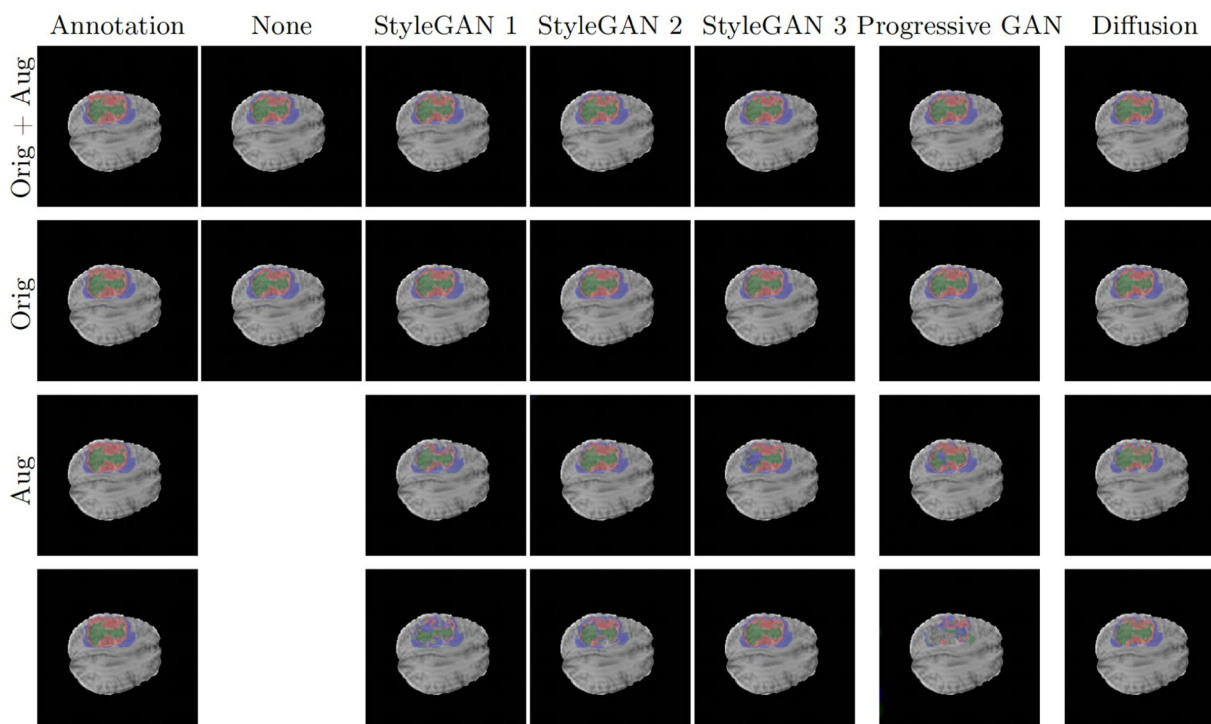 Annotation None StyleGAN 1 StyleGAN 2 StyleGAN 3 Progressive GAN Diffusion
Orig + Aug
Orig
Aug